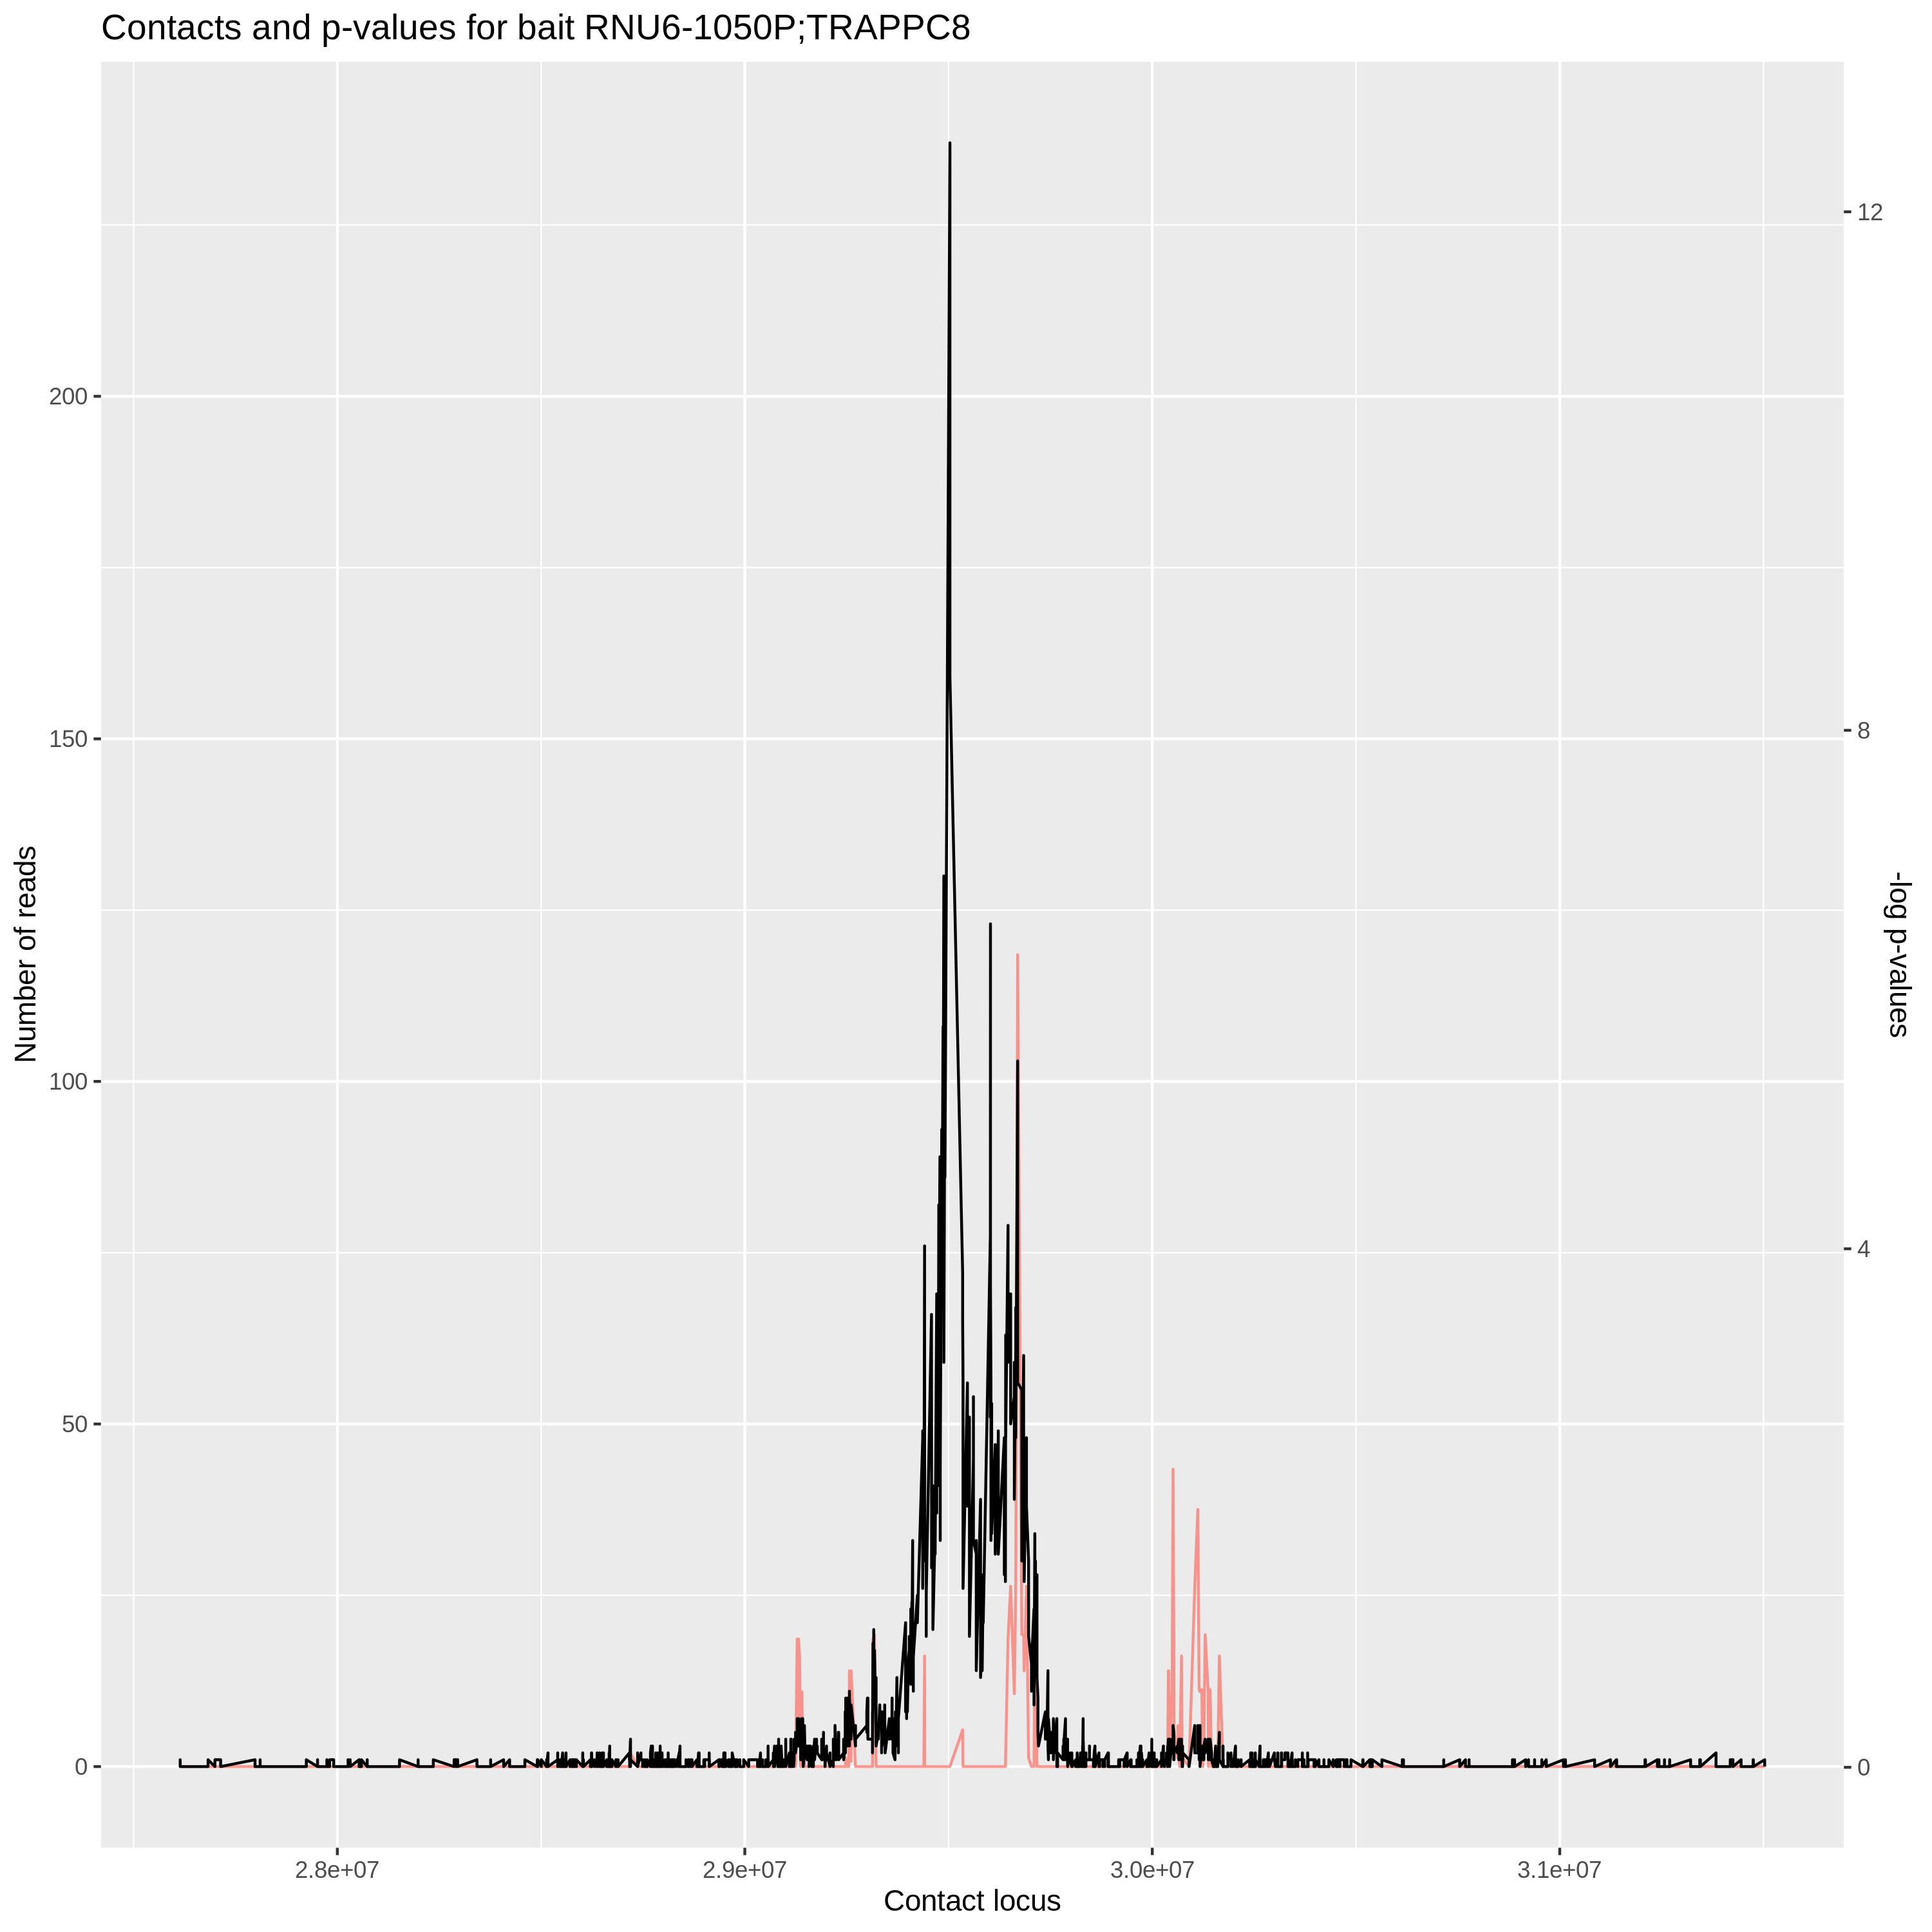 Contacts and p-values for bait RNU6-1050P;TRAPPC8
Number of reads
200
150
100
50
0
12
8
4
0
-log p-values
2.8e+07
2.9e+07
3.0e+07
3.1e+07
Contact locus